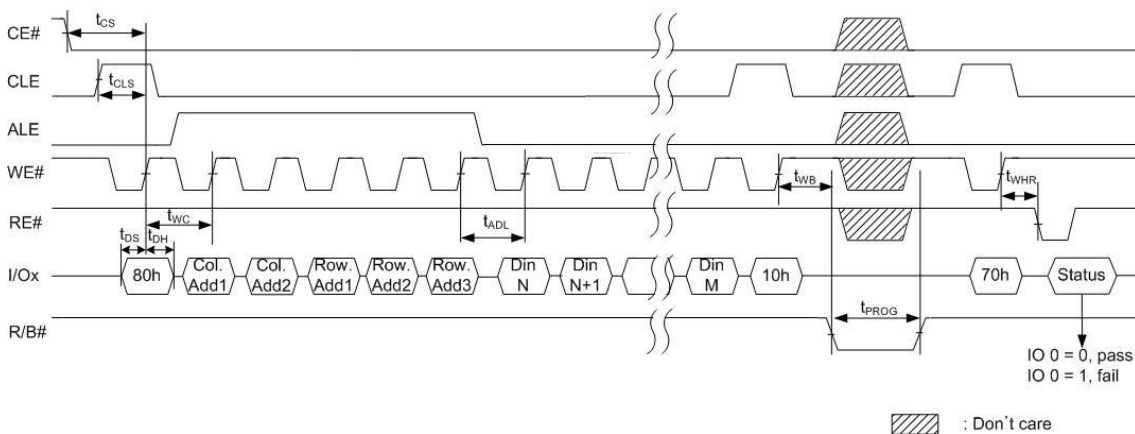 CE#
tCS
CLE
tCLS
ALE
WE#
tWB
tWHR
RE#
tWC
tADL
tDS
tDH
I/Ox
80h
Col. Add1
Col. Add2
Row. Add1
Row. Add2
Row. Add3
Din N
Din N+1
Din M
10h
70h
Status
R/B#
tPROG
IO 0 = 0, pass
IO 0 = 1, fail
: Don't care